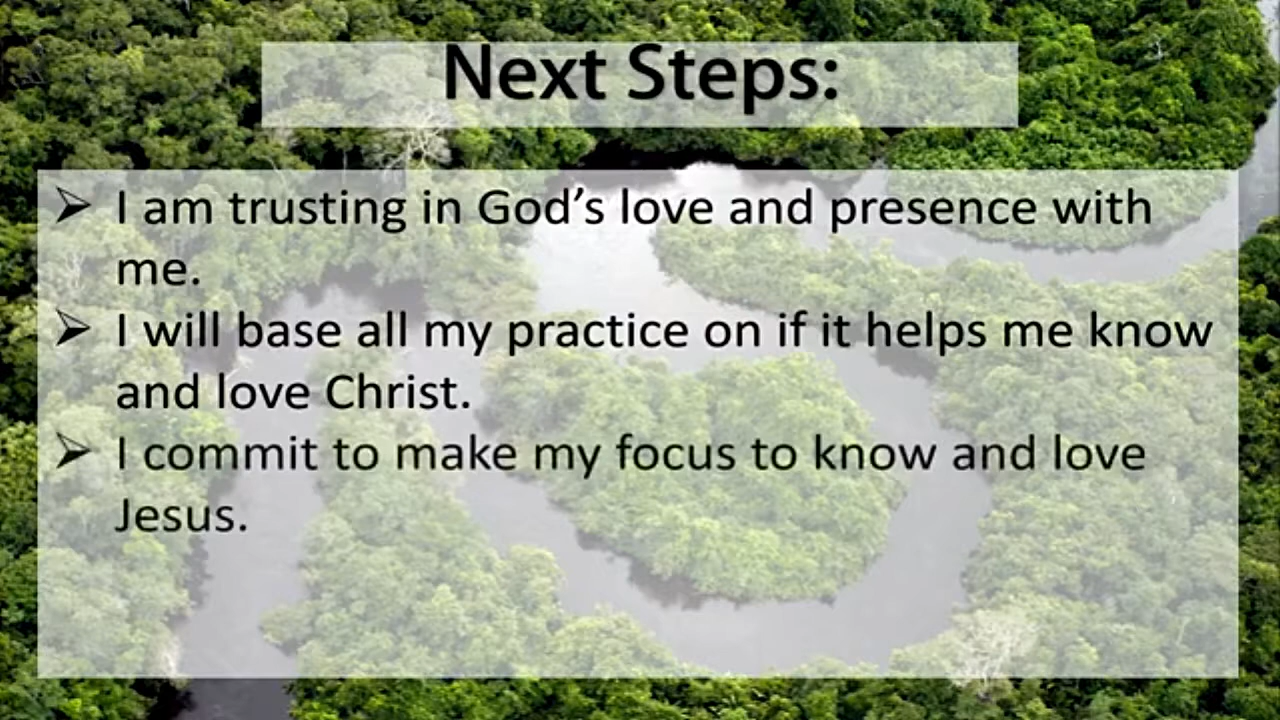 Next Steps:
➢ I am trusting in God’s love and presence with
me.
➢ I will base all my practice on if it helps me know
and love Christ.
➢ I commit to make my focus to know and love
Jesus.